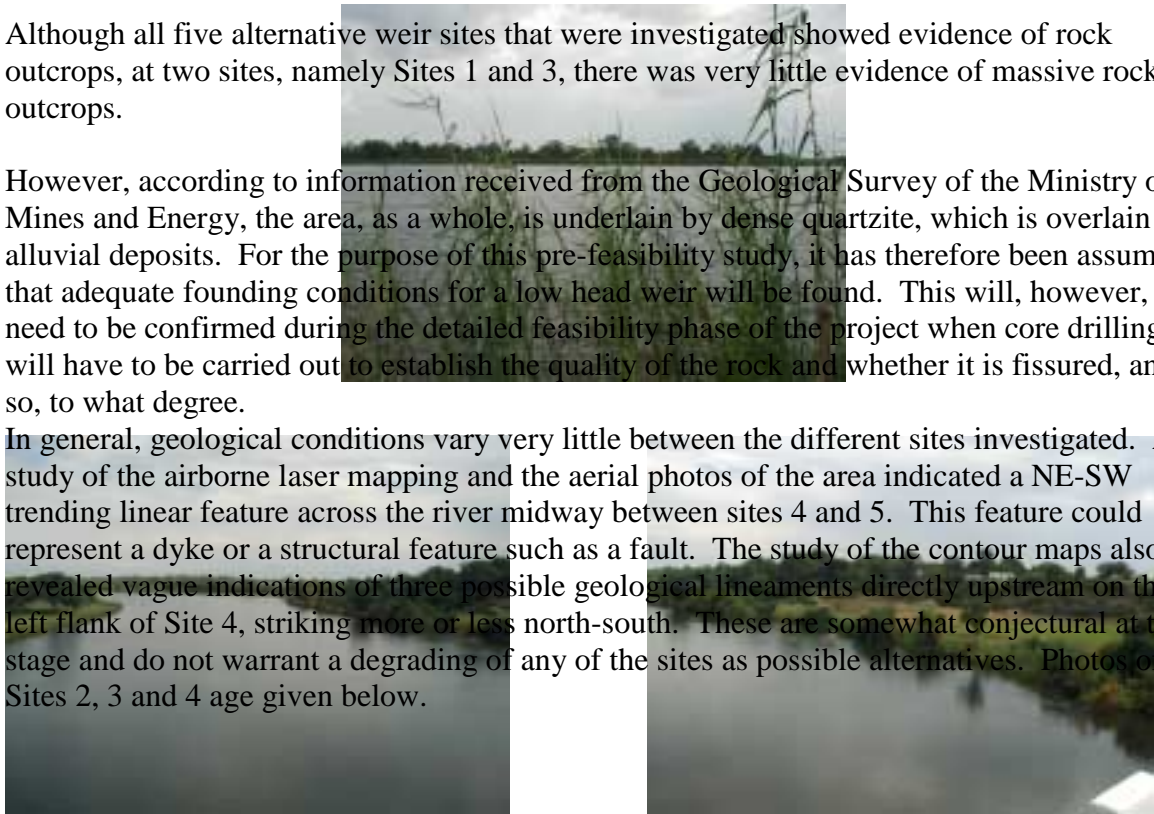 Although all five alternative weir sites that were investigated showed evidence of rock
outcrops, at two sites, namely Sites 1 and 3, there was very little evidence of massive rock
outcrops.
However, according to information received from the Geological Survey of the Ministry
Mines and Energy, the area, as a whole, is underlain by dense quartzite, which is overlain
alluvial deposits. For the purpose of this pre-feasibility study, it has therefore been assum
that adequate founding conditions for a low head weir will be found. This will, however,
need to be confirmed during the detailed feasibility phase of the project when core drilling
will have to be carried out to establish the quality of the rock and whether it is fissured, an
so, to what degree.
In general, geological conditions vary very little between the different sites investigated.
study of the airborne laser mapping and the aerial photos of the area indicated a NE-SW
trending linear feature across the river midway between sites 4 and 5. This feature could
represent a dyke or a structural feature such as a fault. The study of the contour maps also
revealed vague indications of three possible geological lineaments directly upstream on th
left flank of Site 4, striking more or less north-south. These are somewhat conjectural at t
stage and do not warrant a degrading of any of the sites as possible alternatives. Photos o
Sites 2, 3 and 4 age given below.